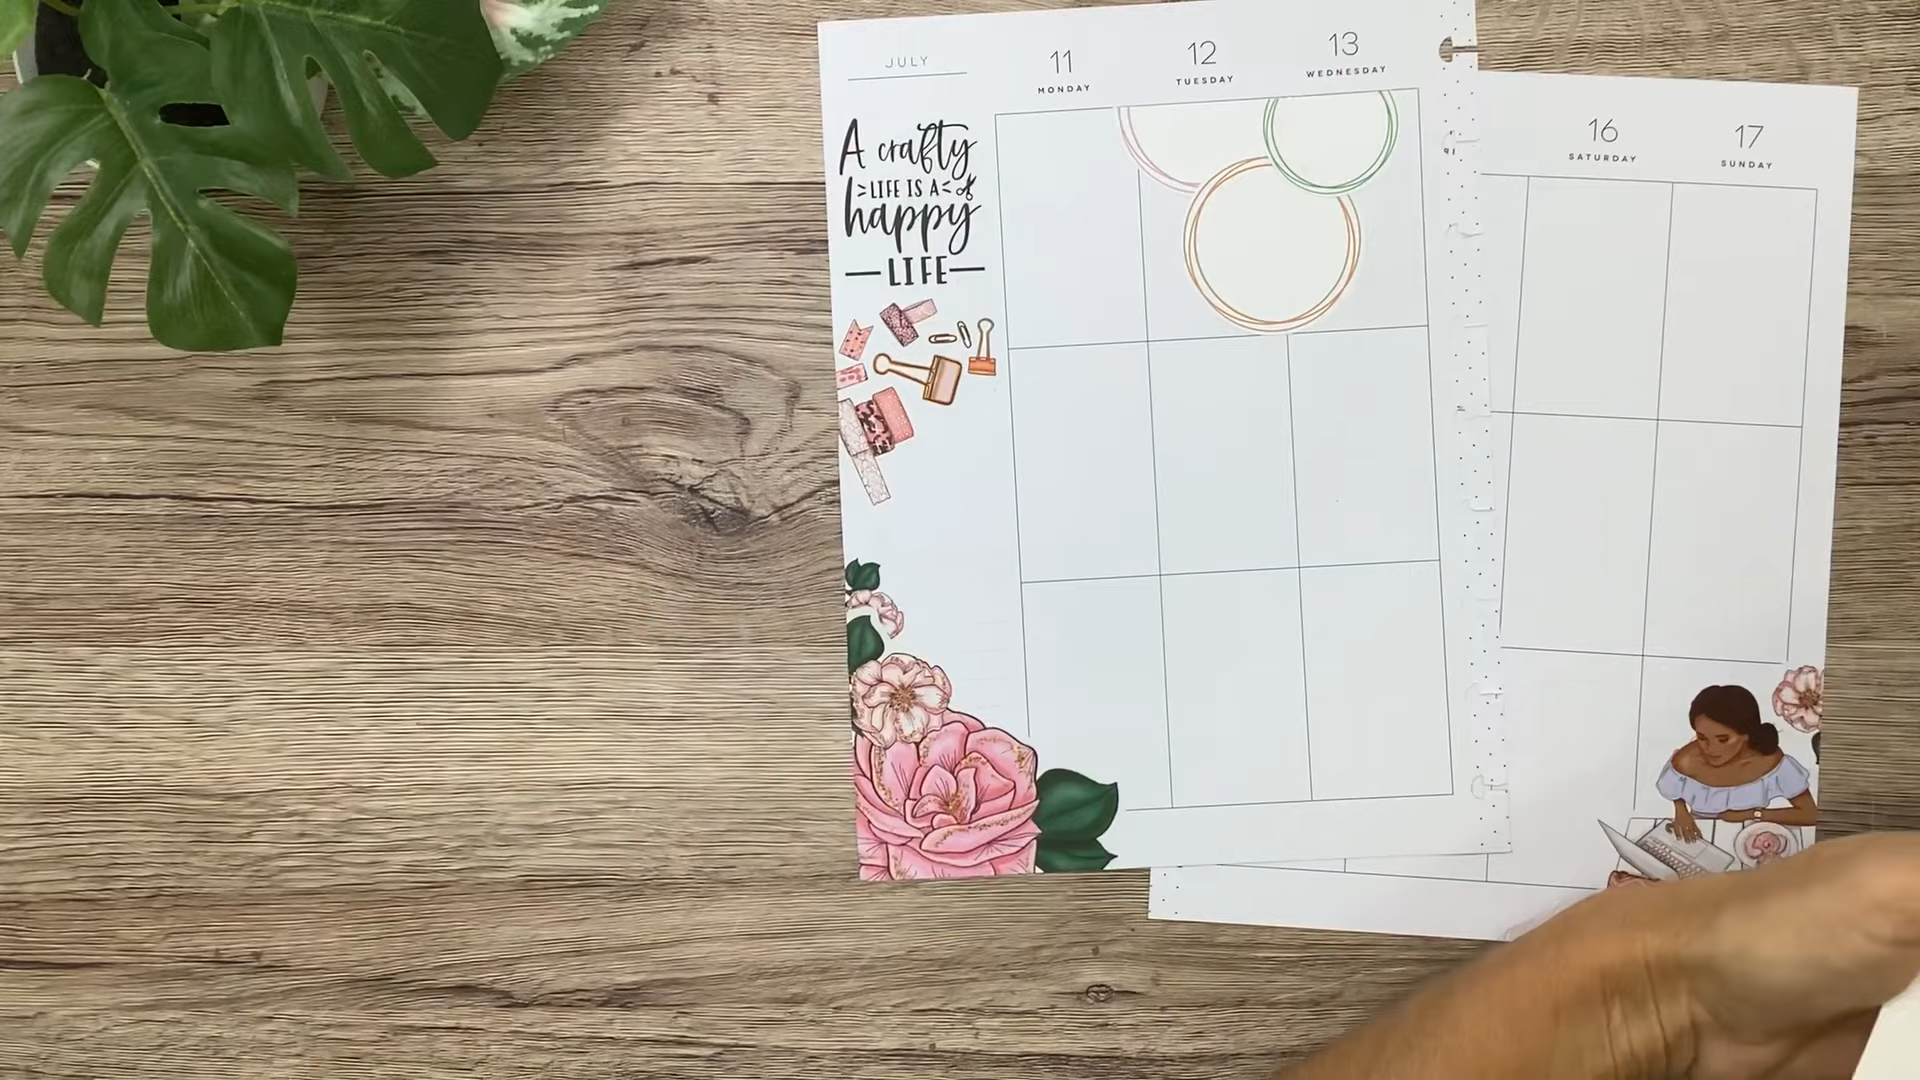 JULY
11
MONDAY
12
TUESDAY
13
WEDNESDAY
A crafty
LIFE IS A
happy
LIFE
16
SATURDAY
17
SUNDAY